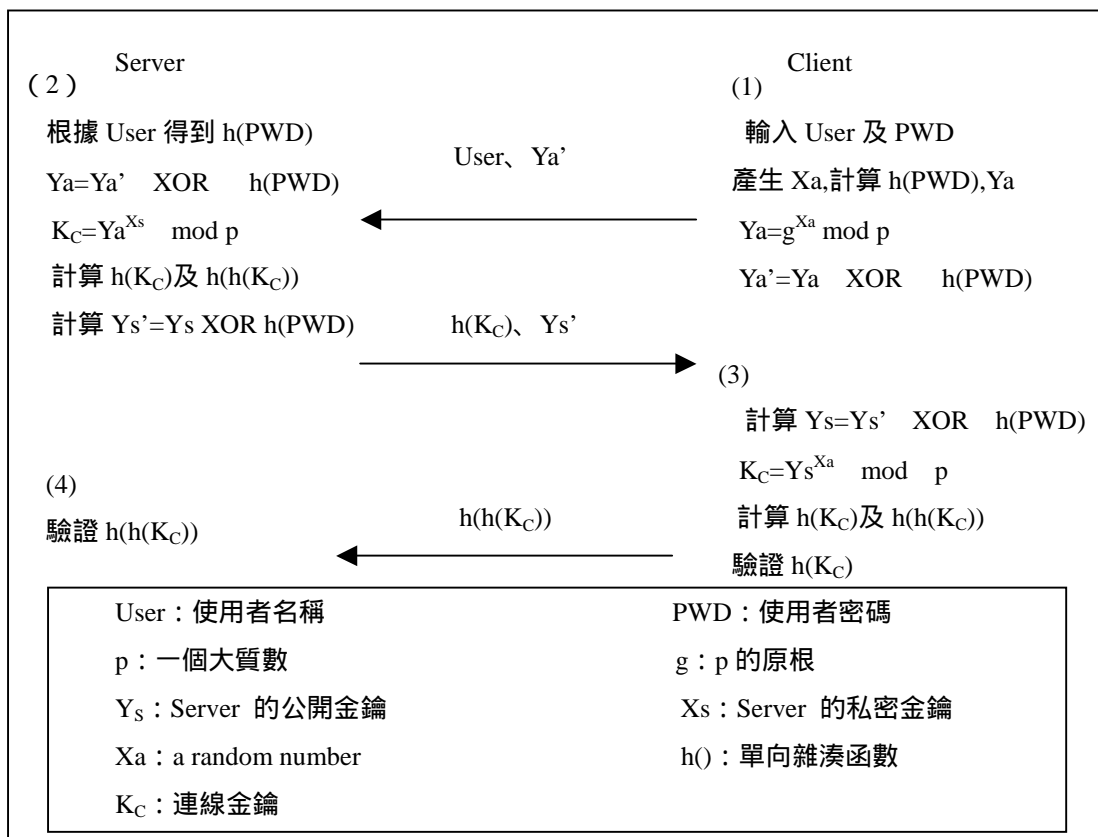 Server
Client
(2)
(1)
根據 User 得到 h(PWD)
輸入 User 及 PWD
User、Ya’
Ya=Ya’ XOR h(PWD)
產生 Xa,計算 h(PWD),Ya
K_C=Ya^Xs mod p
Ya=g^Xa mod p
計算 h(K_C)及 h(h(K_C))
Ya’=Ya XOR h(PWD)
計算 Ys’=Ys XOR h(PWD)
h(K_C)、Ys’
(3)
計算 Ys=Ys’ XOR h(PWD)
K_C=Ys^Xa mod p
(4)
計算 h(K_C)及 h(h(K_C))
驗證 h(h(K_C))
h(h(K_C))
驗證 h(K_C)
User：使用者名稱
PWD：使用者密碼
p：一個大質數
g：p 的原根
Y_S：Server 的公開金鑰
Xs：Server 的私密金鑰
Xa：a random number
h()：單向雜湊函數
K_C：連線金鑰